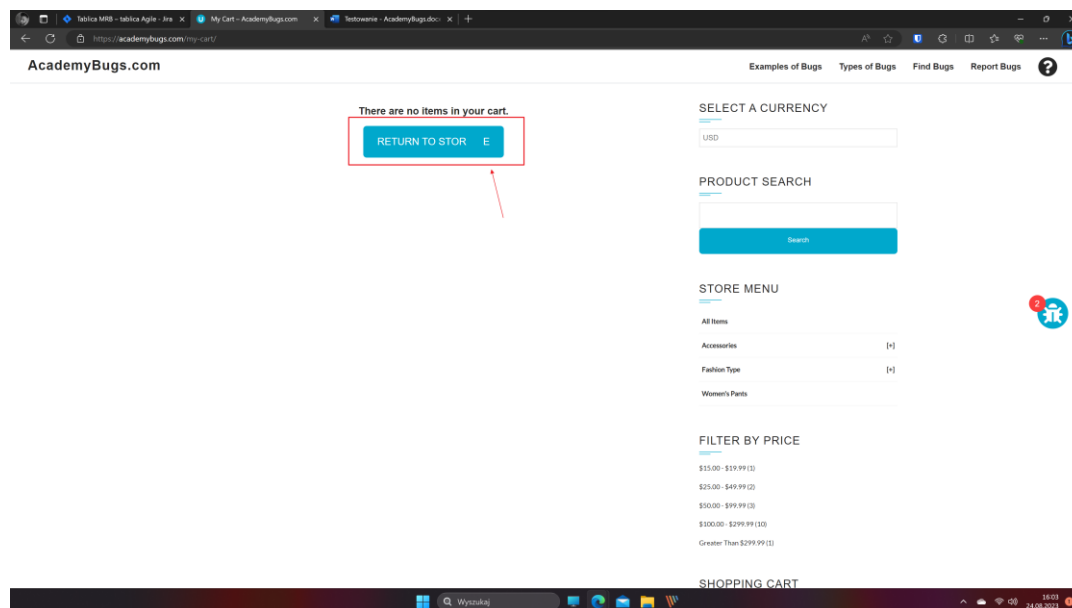 Tablica MRB – tablica Agile - Jira
My Cart – AcademyBugs.com
Testowanie - AcademyBugs.doc
https://academybugs.com/my-cart/
AcademyBugs.com
Examples of Bugs Types of Bugs Find Bugs Report Bugs ?
There are no items in your cart.
RETURN TO STOR E
SELECT A CURRENCY
USD
PRODUCT SEARCH
Search
STORE MENU
All Items
Accessories [+]
Fashion Type [+]
Women's Pants
2
FILTER BY PRICE
$15.00 - $19.99 (1)
$25.00 - $49.99 (2)
$50.00 - $99.99 (3)
$100.00 - $299.99 (10)
Greater Than $299.99 (1)
SHOPPING CART
Wyszukaj
16:03
24.08.2023